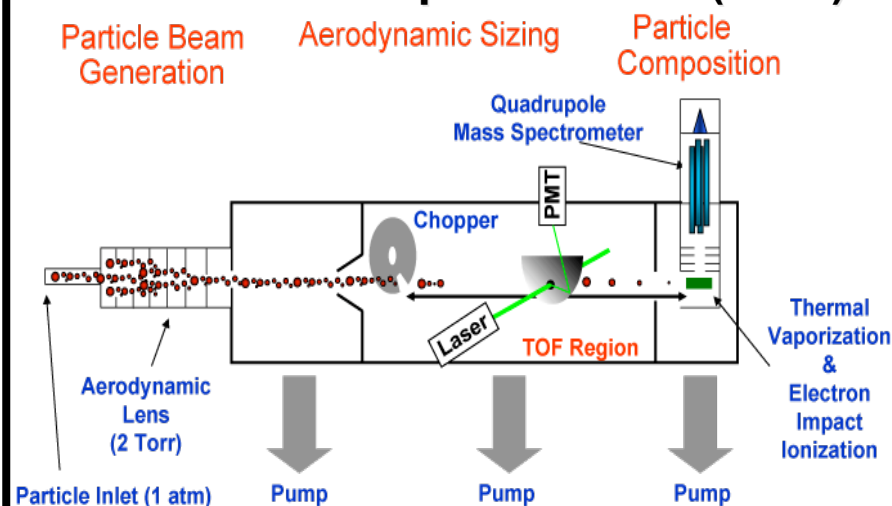 Particle Beam
Generation
Aerodynamic Sizing
Particle
Composition
Quadrupole
Mass Spectrometer
PMT
Chopper
Laser
TOF Region
Thermal
Vaporization
&
Electron
Impact
Ionization
Aerodynamic
Lens
(2 Torr)
Particle Inlet (1 atm)
Pump
Pump
Pump